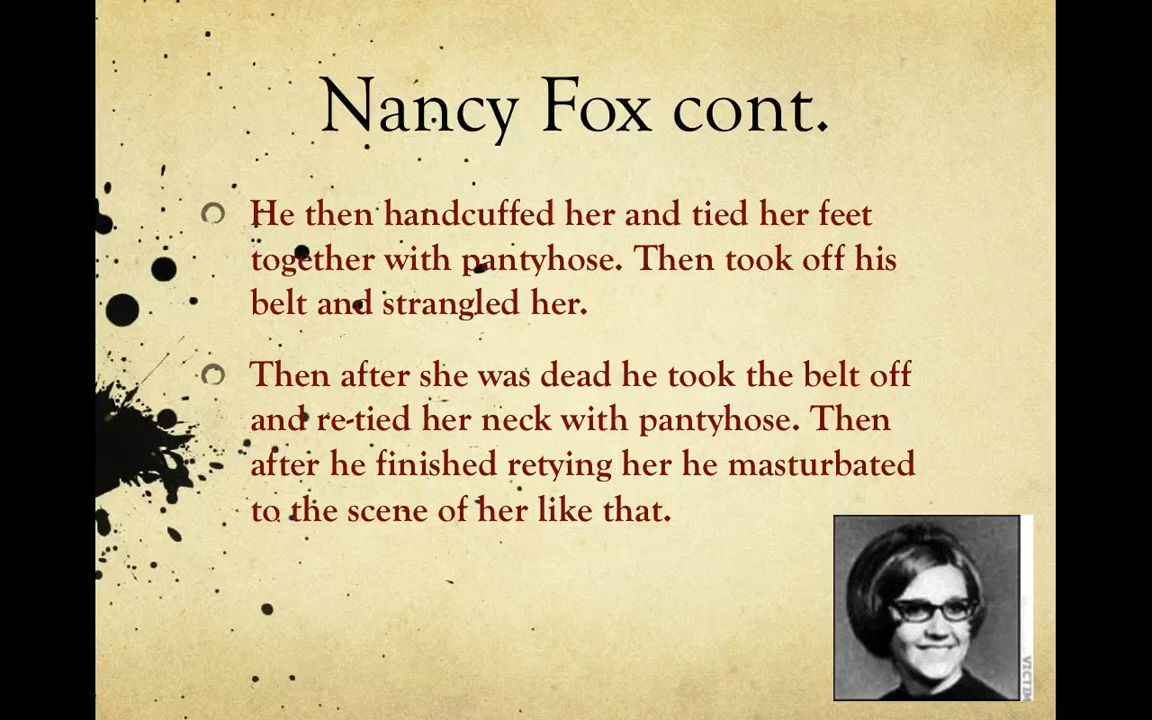 Nancy Fox cont.
He then handcuffed her and tied her feet
together with pantyhose. Then took off his
belt and strangled her.
Then after she was dead he took the belt off
and re-tied her neck with pantyhose. Then
after he finished retying her he masturbated
to the scene of her like that.
VICTIM